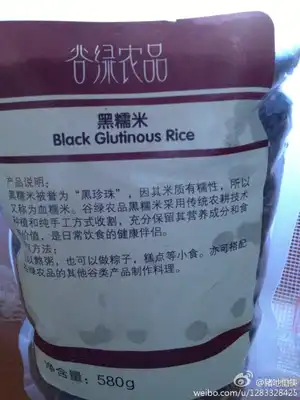 谷绿农品
黑糯米
Black Glutinous Rice
产品说明：
黑糯米被誉为“黑珍珠”，因其米质有糯性，所以
又称为血糯米。谷绿农品黑糯米采用传统农耕技术
种植和纯手工方式收割，充分保留其营养成分和食
价值，是日常饮食的健康伴侣。
方法：
以熬粥，也可以做粽子，糕点等小食。亦可搭配
绿农品的其他谷类产品制作料理。
净含量：580g
weibo.com/u/1283328425